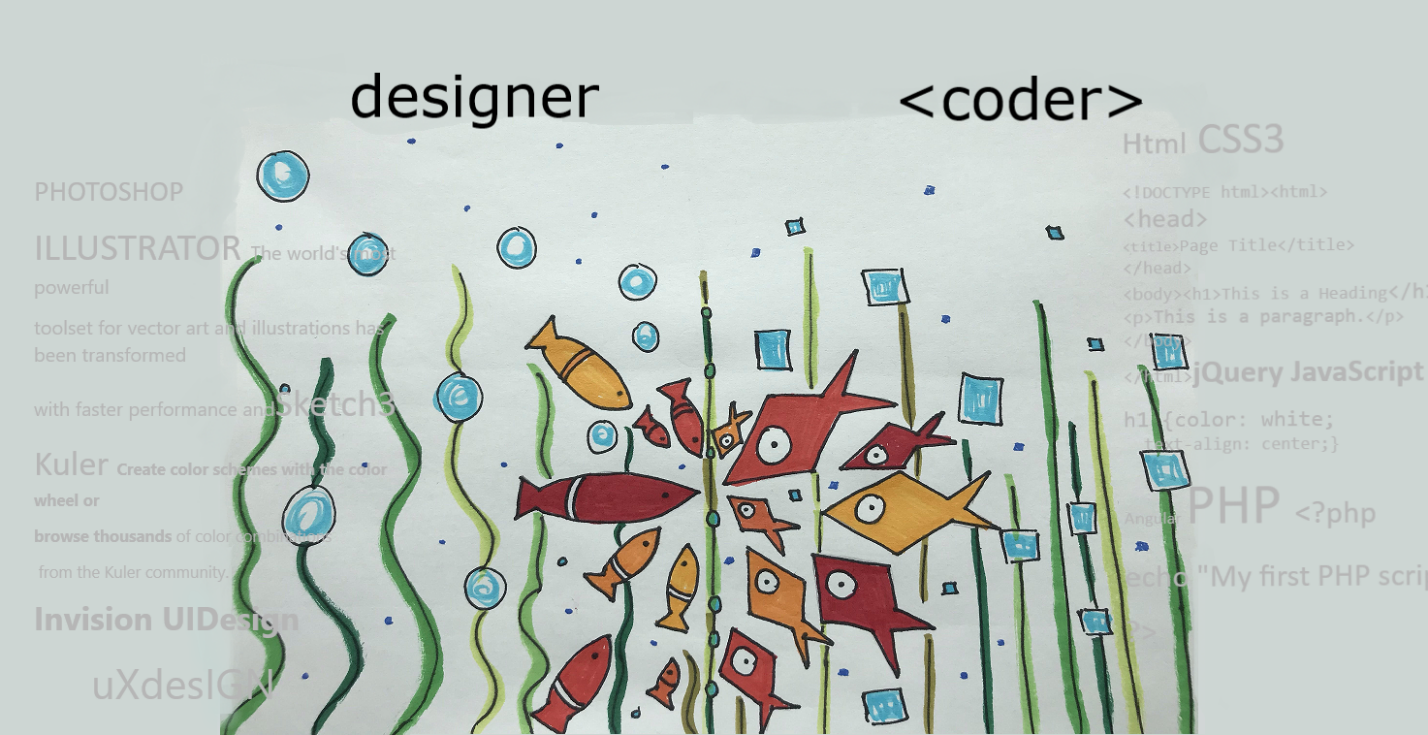 designer
<coder>
PHOTOSHOP
ILLUSTRATOR The world's most
powerful
toolset for vector art and illustrations has
been transformed
with faster performance and Sketch3
Kuler Create color schemes with the color
wheel or
browse thousands of color combinations
from the Kuler community.
Invision UIDesign
uXdesIGN
Html CSS3
<!DOCTYPE html><html>
<head>
<title>Page Title</title>
</head>
<body><h1>This is a Heading</h1
<p>This is a paragraph.</p>
</body>
</html>jQuery JavaScript
h1 {color: white;
text-align: center;}
Angular PHP <?php
echo "My first PHP scrip
?>